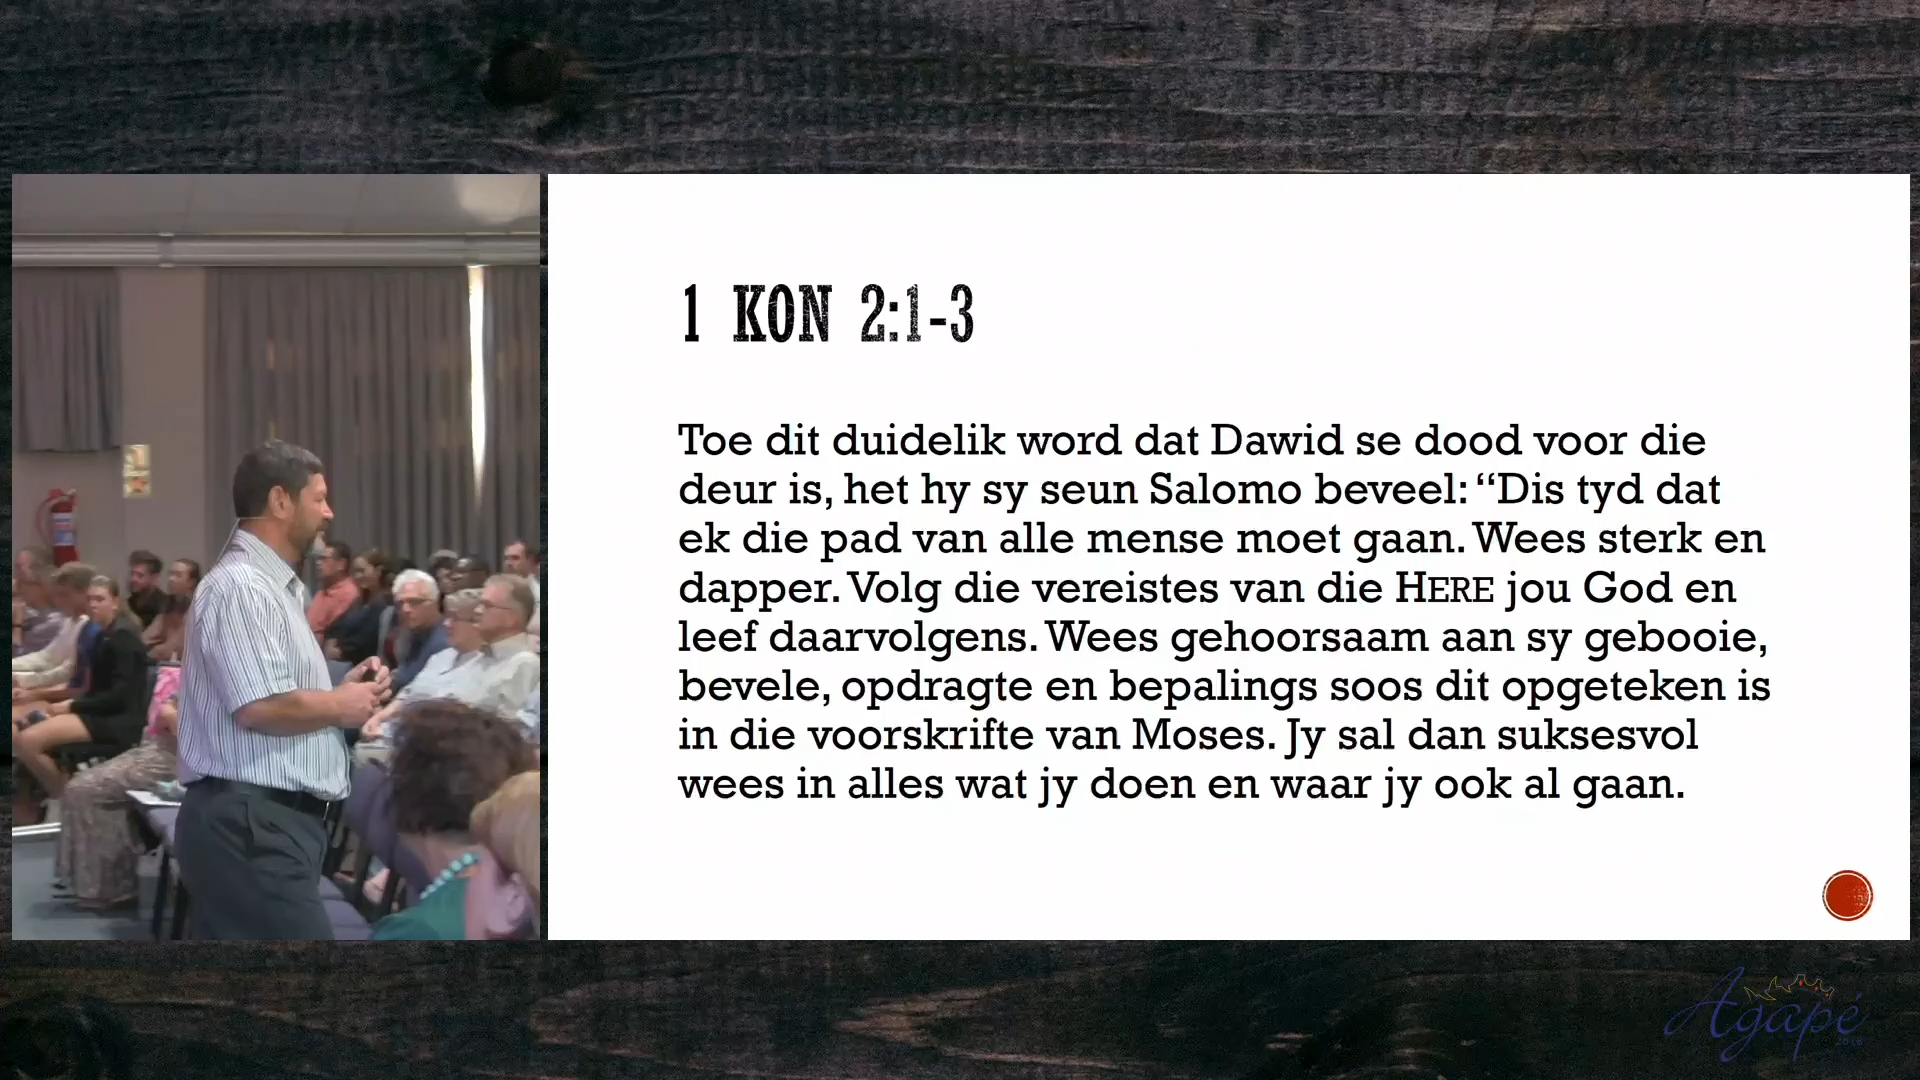 1 KON 2:1-3
Toe dit duidelik word dat Dawid se dood voor die
deur is, het hy sy seun Salomo beveel: “Dis tyd dat
ek die pad van alle mense moet gaan. Wees sterk en
dapper. Volg die vereistes van die HERE jou God en
leef daarvolgens. Wees gehoorsaam aan sy gebooie,
bevele, opdragte en bepalings soos dit opgeteken is
in die voorskrifte van Moses. Jy sal dan suksesvol
wees in alles wat jy doen en waar jy ook al gaan.
Agapé